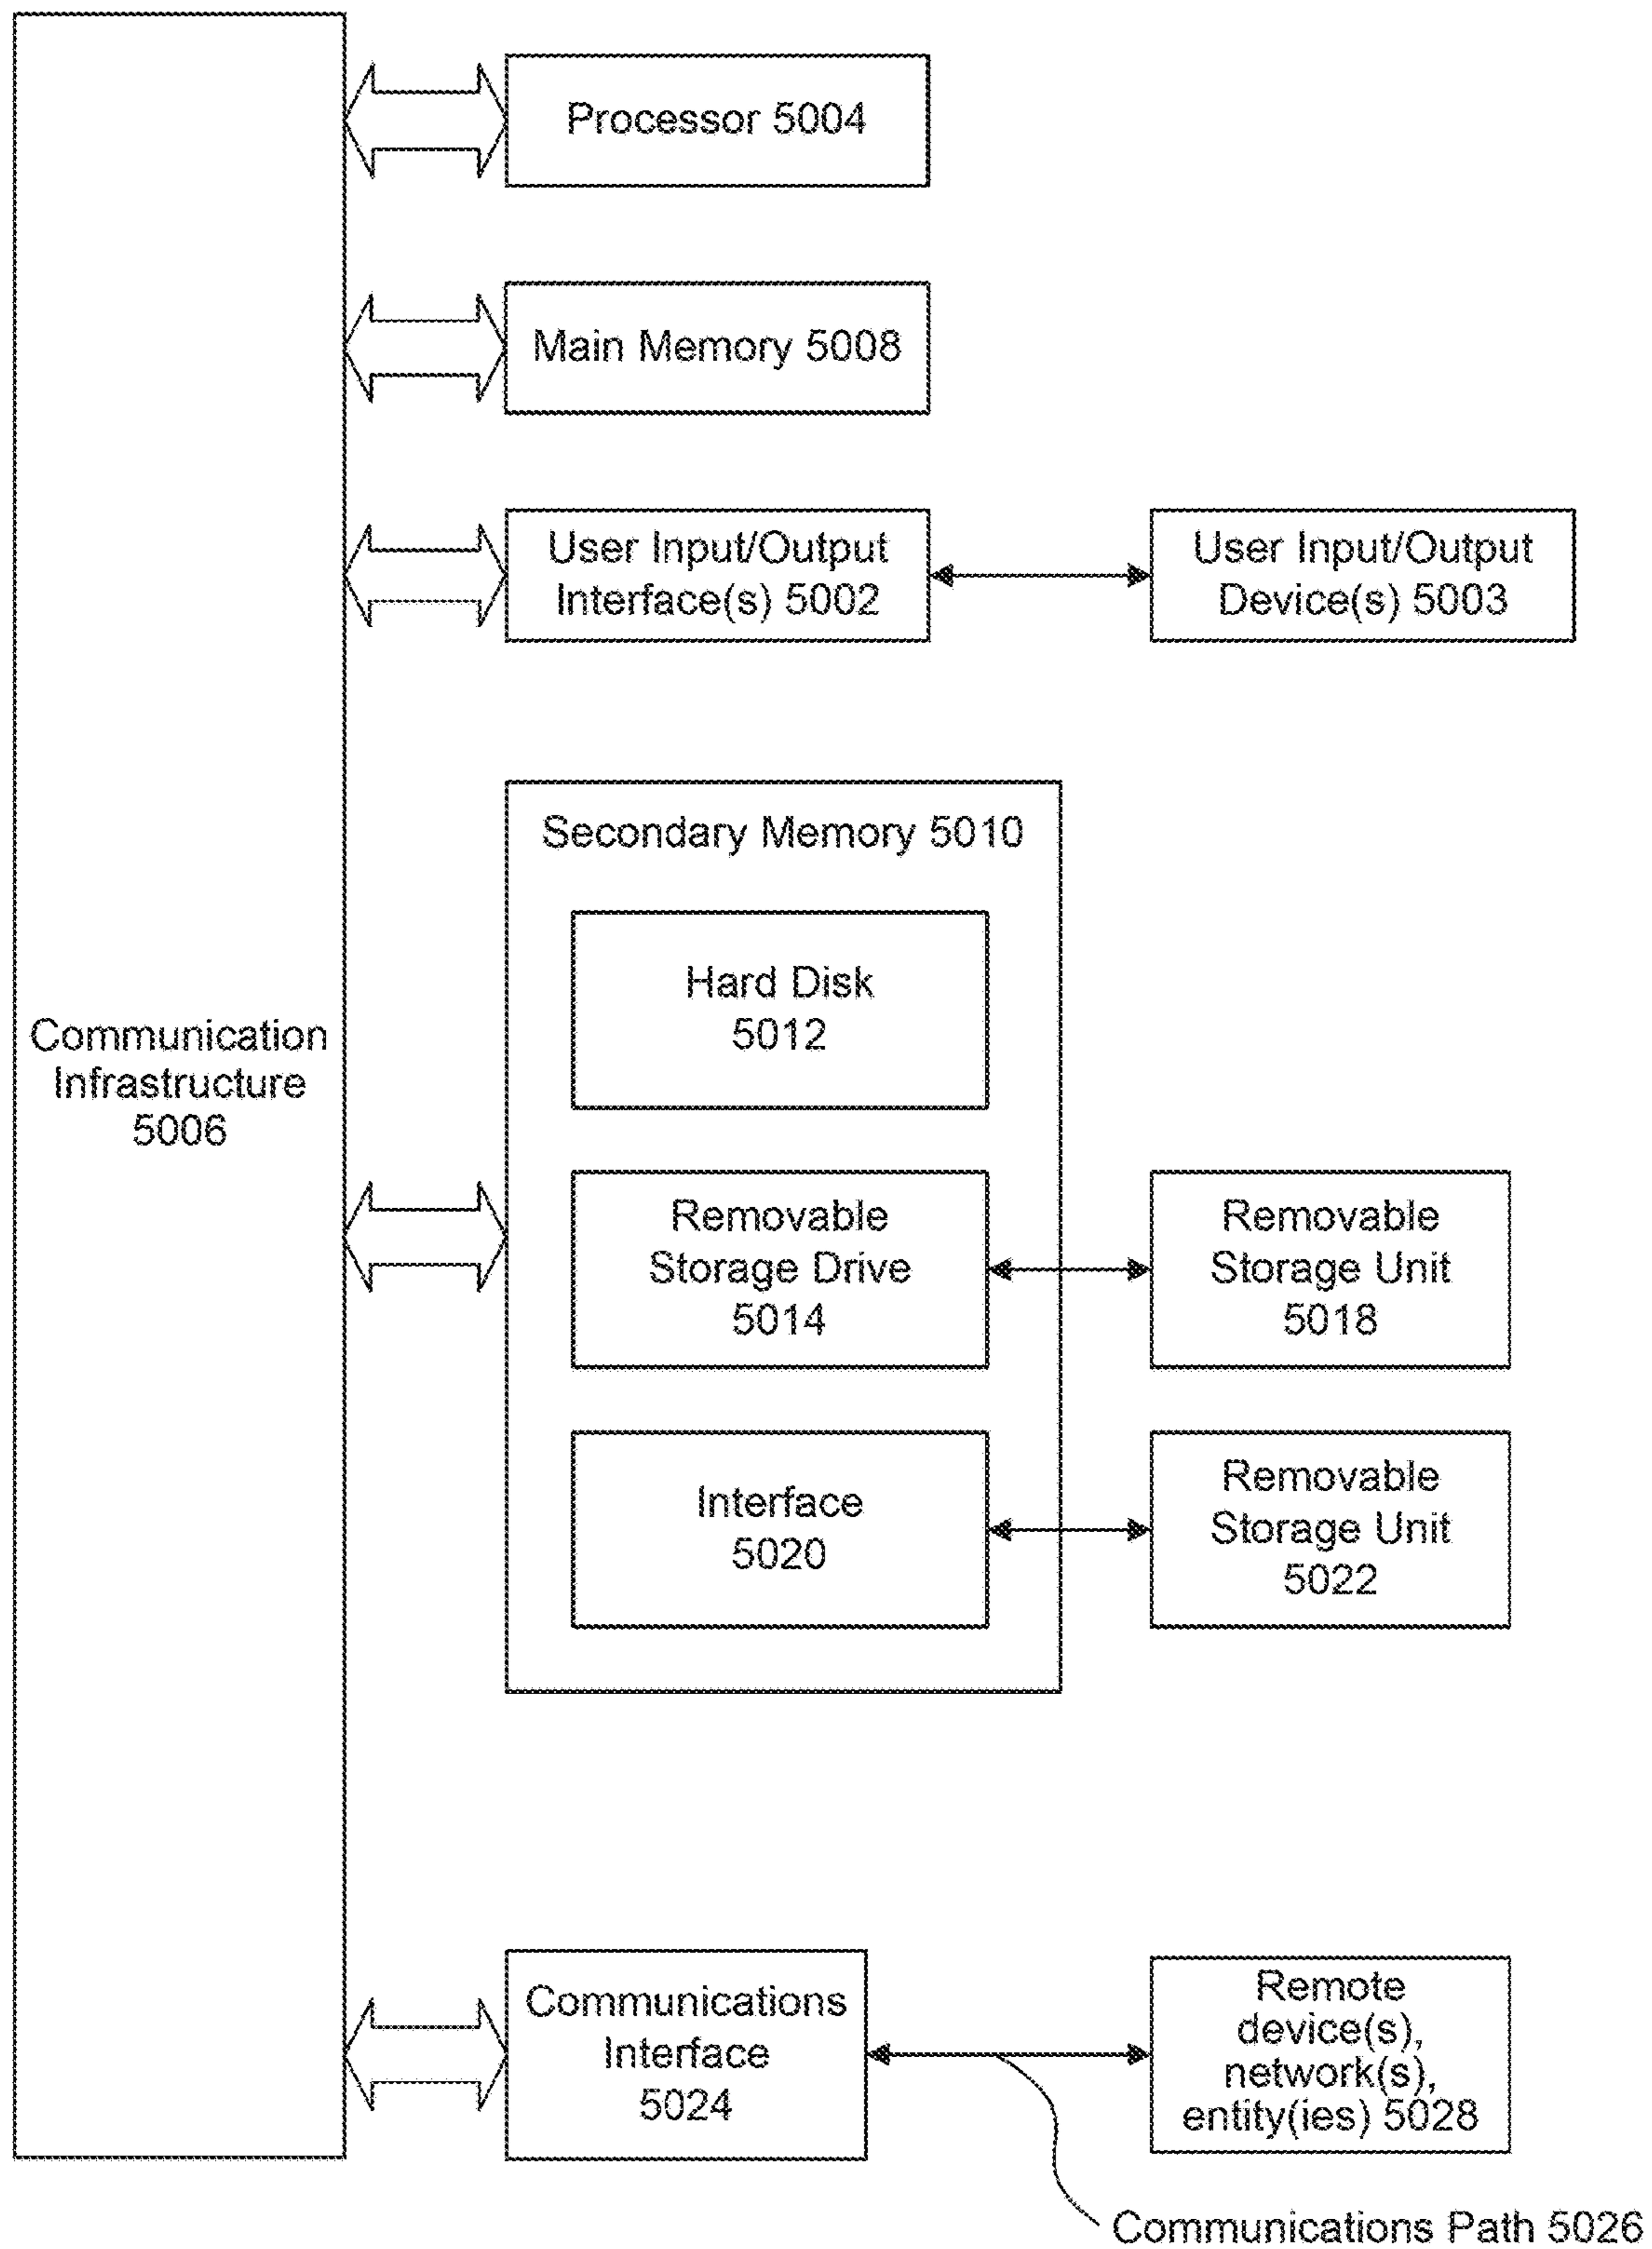 Processor 5004
Main Memory 5008
User Input/Output
Interface(s) 5002
User Input/Output
Device(s) 5003
Secondary Memory 5010
Hard Disk
5012
Communication
Infrastructure
5006
Removable
Storage Drive
5014
Removable
Storage Unit
5018
Interface
5020
Removable
Storage Unit
5022
Communications
Interface
5024
Remote
device(s),
network(s),
entity(ies) 5028
Communications Path 5026